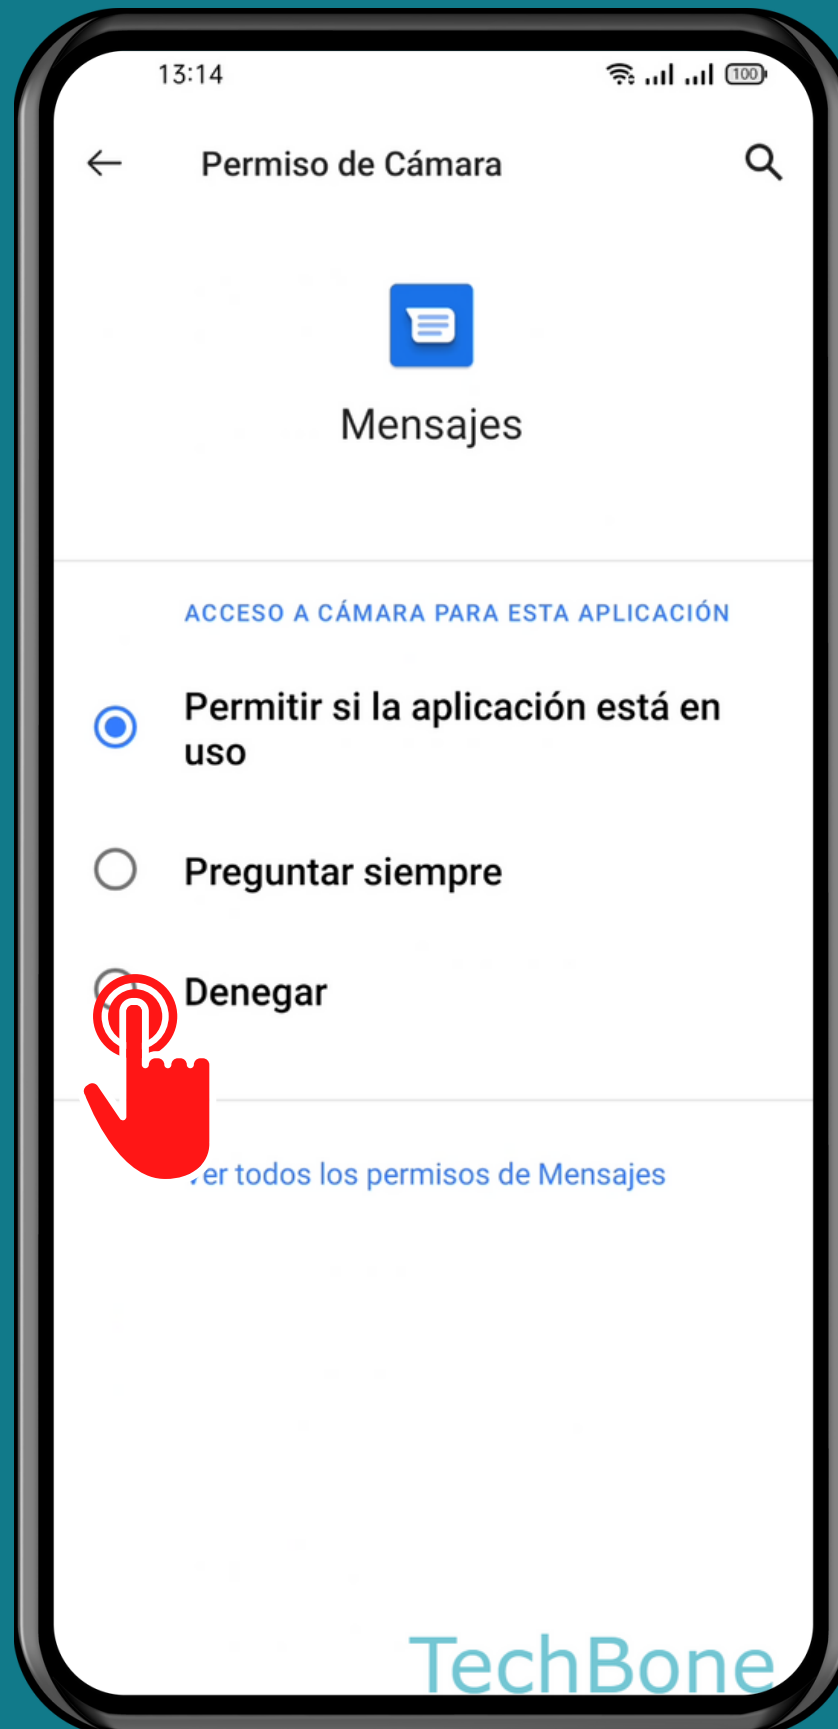 13:14
100
Permiso de Cámara
Mensajes
ACCESO A CÁMARA PARA ESTA APLICACIÓN
Permitir si la aplicación está en
uso
Preguntar siempre
Denegar
er todos los permisos de Mensajes
TechBone